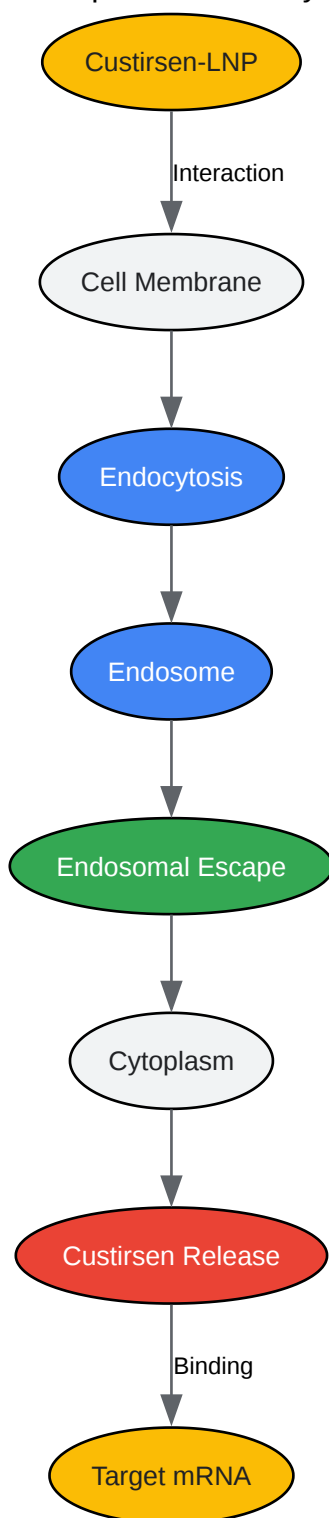 Custirsen-LNP
Interaction
Cell Membrane
Endocytosis
Endosome
Endosomal Escape
Cytoplasm
Custirsen Release
Binding
Target mRNA